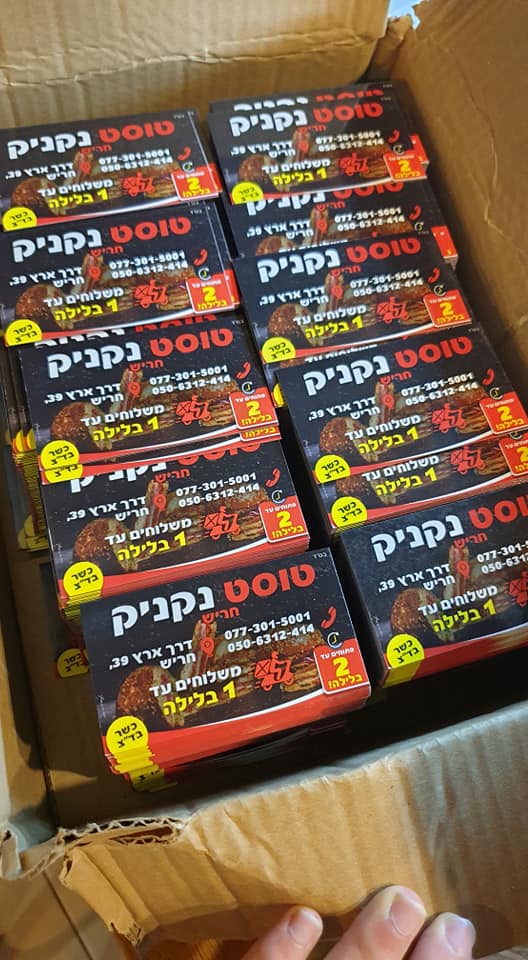 בס"ד
טוסט נקניק
חריש
077-301-5001
050-6312-414
דרך ארץ 39,
חריש
משלוחים עד
1 בלילה
פתוחים עד
2
בלילה!
כשר
בד"צ